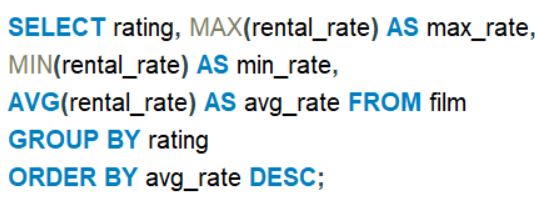 SELECT rating, MAX(rental_rate) AS max_rate,
MIN(rental_rate) AS min_rate,
AVG(rental_rate) AS avg_rate FROM film
GROUP BY rating
ORDER BY avg_rate DESC;